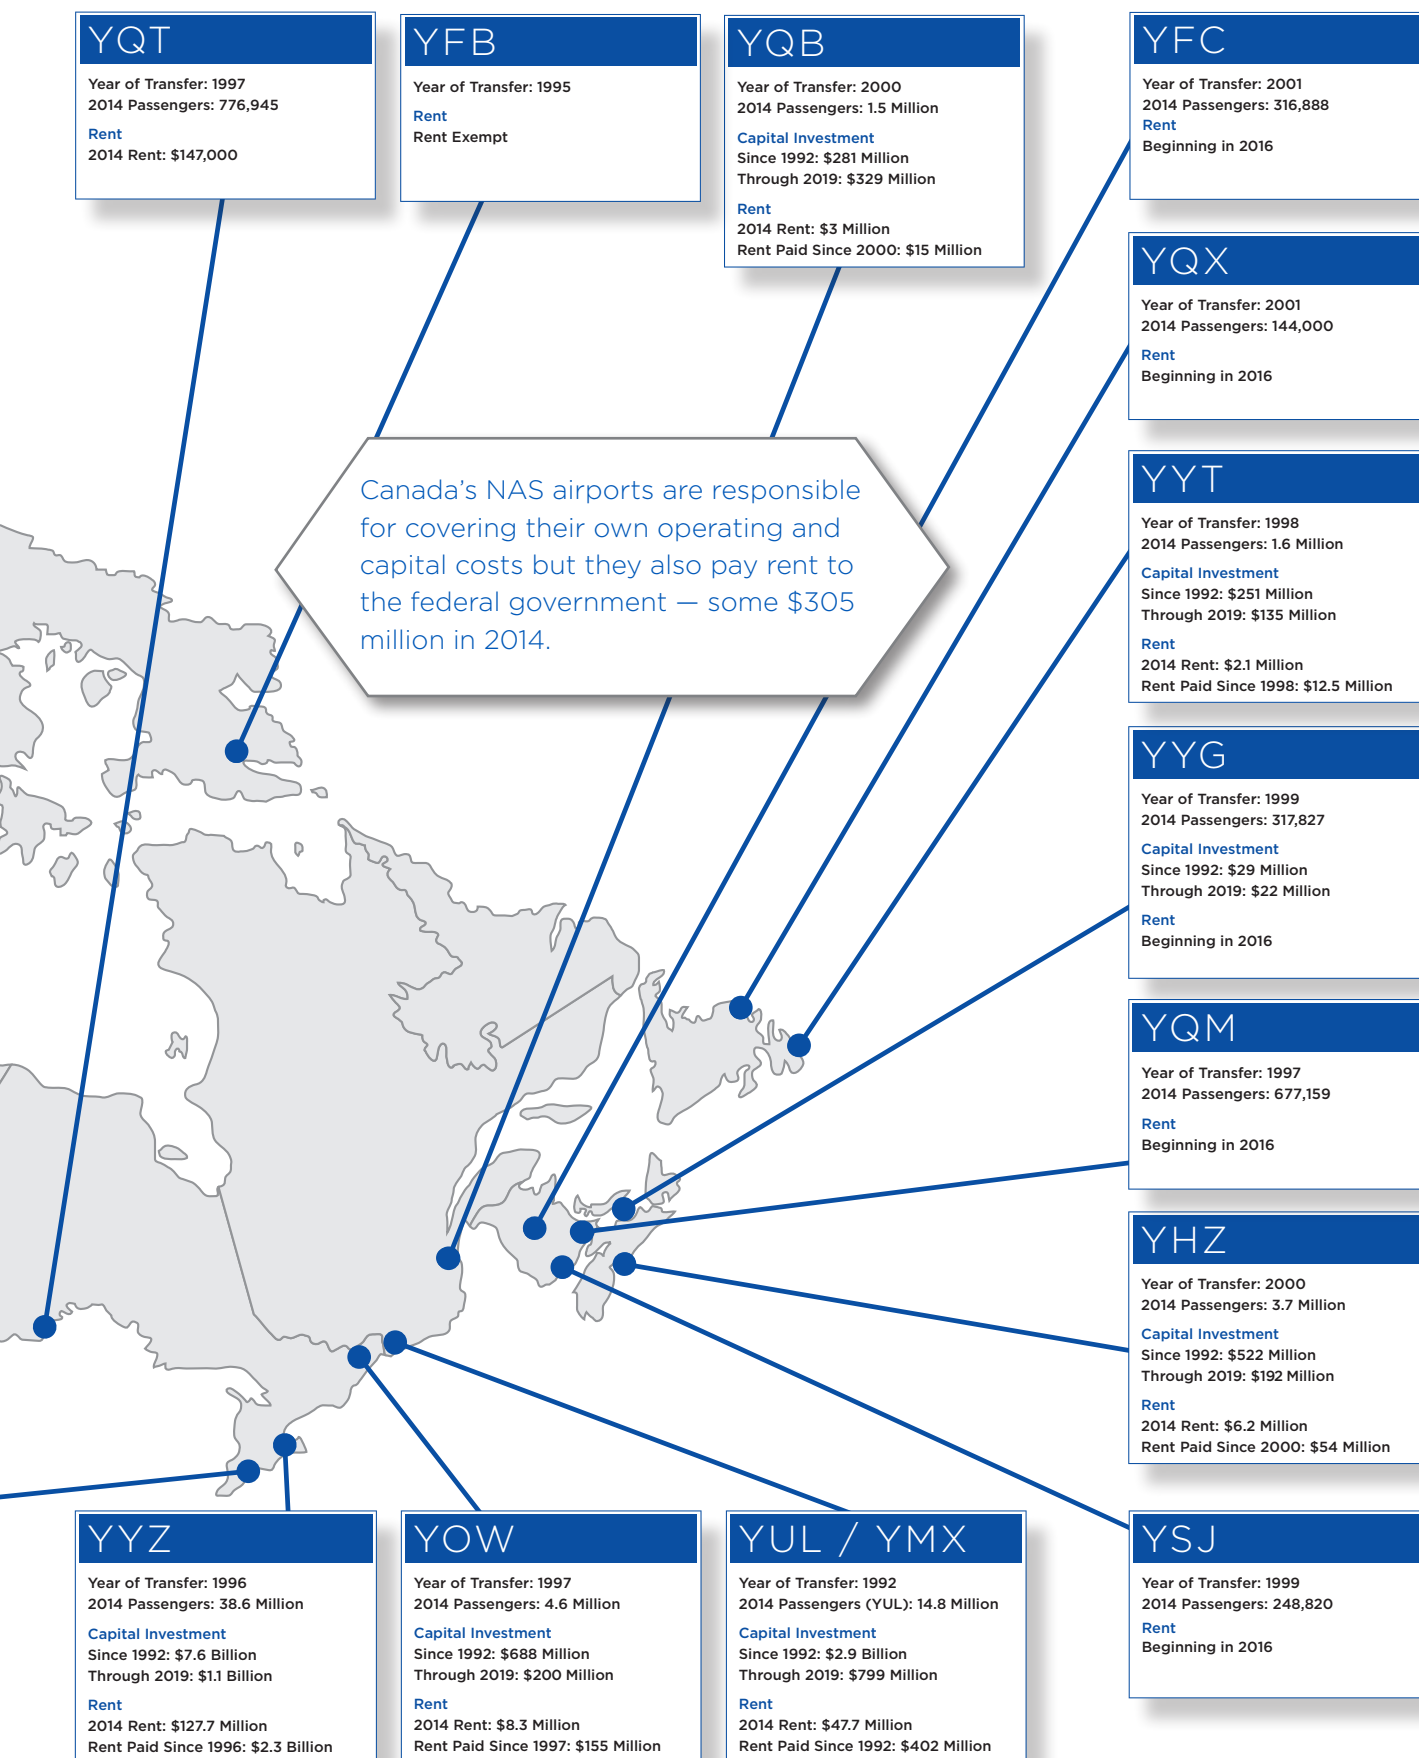 YQT
Year of Transfer: 1997
2014 Passengers: 776,945
Rent
2014 Rent: $147,000
YFB
Year of Transfer: 1995
Rent
Rent Exempt
YQB
Year of Transfer: 2000
2014 Passengers: 1.5 Million
Capital Investment
Since 1992: $281 Million
Through 2019: $329 Million
Rent
2014 Rent: $3 Million
Rent Paid Since 2000: $15 Million
YFC
Year of Transfer: 2001
2014 Passengers: 316,888
Rent
Beginning in 2016
YQX
Year of Transfer: 2001
2014 Passengers: 144,000
Rent
Beginning in 2016
Canada's NAS airports are responsible
for covering their own operating and
capital costs but they also pay rent to
the federal government — some $305
million in 2014.
YYT
Year of Transfer: 1998
2014 Passengers: 1.6 Million
Capital Investment
Since 1992: $251 Million
Through 2019: $135 Million
Rent
2014 Rent: $2.1 Million
Rent Paid Since 1998: $12.5 Million
YYG
Year of Transfer: 1999
2014 Passengers: 317,827
Capital Investment
Since 1992: $29 Million
Through 2019: $22 Million
Rent
Beginning in 2016
YQM
Year of Transfer: 1997
2014 Passengers: 677,159
Rent
Beginning in 2016
YHZ
Year of Transfer: 2000
2014 Passengers: 3.7 Million
Capital Investment
Since 1992: $522 Million
Through 2019: $192 Million
Rent
2014 Rent: $6.2 Million
Rent Paid Since 2000: $54 Million
YYZ
Year of Transfer: 1996
2014 Passengers: 38.6 Million
Capital Investment
Since 1992: $7.6 Billion
Through 2019: $1.1 Billion
Rent
2014 Rent: $127.7 Million
Rent Paid Since 1996: $2.3 Billion
YOW
Year of Transfer: 1997
2014 Passengers: 4.6 Million
Capital Investment
Since 1992: $688 Million
Through 2019: $200 Million
Rent
2014 Rent: $8.3 Million
Rent Paid Since 1997: $155 Million
YUL / YMX
Year of Transfer: 1992
2014 Passengers (YUL): 14.8 Million
Capital Investment
Since 1992: $2.9 Billion
Through 2019: $799 Million
Rent
2014 Rent: $47.7 Million
Rent Paid Since 1992: $402 Million
YSJ
Year of Transfer: 1999
2014 Passengers: 248,820
Rent
Beginning in 2016